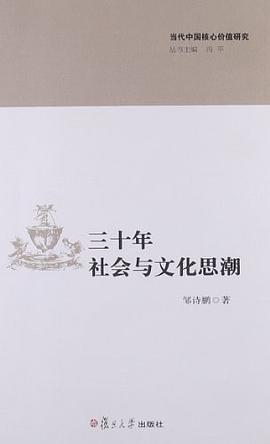 当代中国核心价值研究
丛书主编 冯 平
三十年
社会与文化思潮
邹诗鹏○著
復旦大學出版社